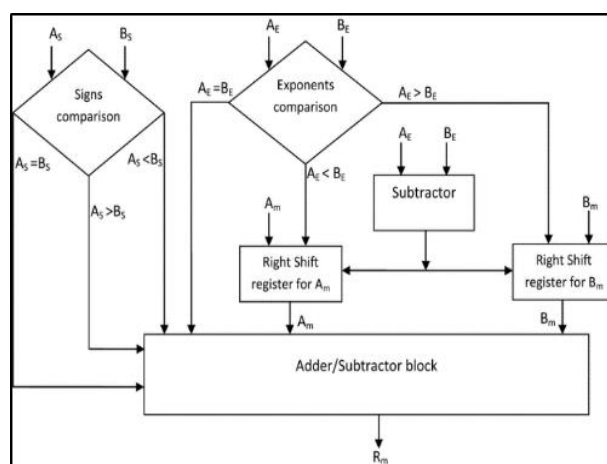 A_S B_S A_E B_E
Signs
comparison
Exponents
comparison
A_E=B_E
A_E > B_E
A_E B_E
A_S=B_S
A_S<B_S
A_E < B_E
Subtractor
A_S>B_S
A_m
B_m
Right Shift
register for A_m
Right Shift
register for B_m
A_m
B_m
Adder/Subtractor block
R_m